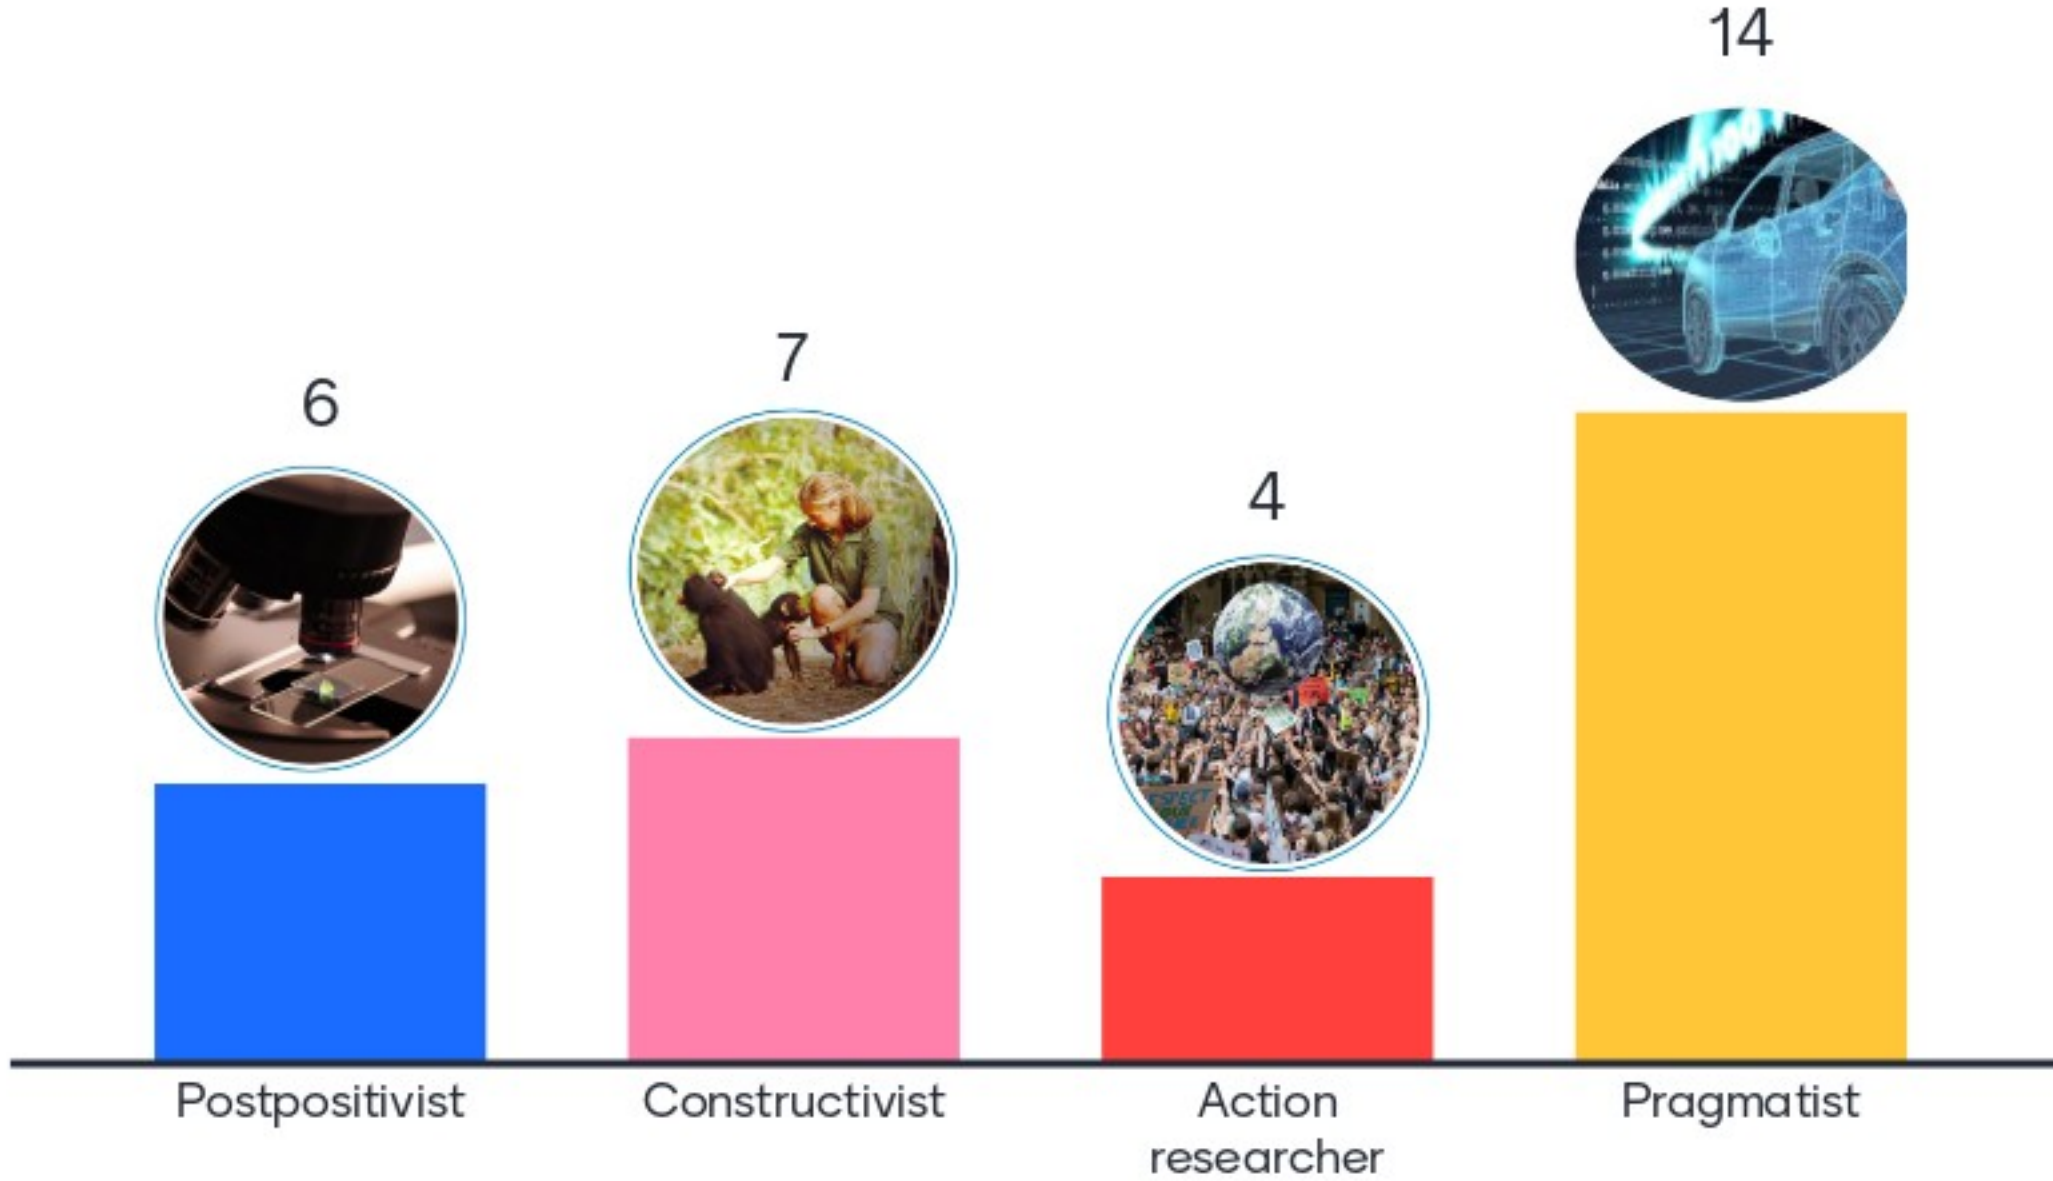 14
7
6
4
Postpositivist
Constructivist
Action
researcher
Pragmatist